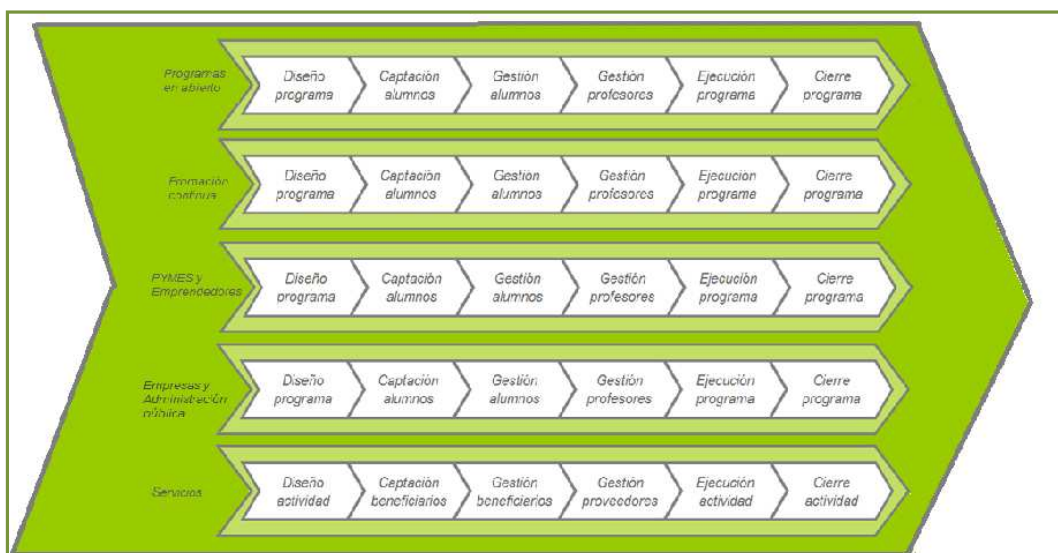 Programas
en abierto
Diseño
programa
Captación
alumnos
Gestión
alumnos
Gestión
profesores
Ejecución
programa
Cierre
programa
Fromación
continua
Diseño
programa
Captación
alumnos
Gestión
alumnos
Gestión
profesores
Ejecución
programa
Cierre
programa
PYMES y
Emprendedores
Diseño
programa
Captación
alumnos
Gestión
alumnos
Gestión
profesores
Ejecución
programa
Cierre
programa
Empresas y
Administración
pública
Diseño
programa
Captación
alumnos
Gestión
alumnos
Gestión
profesores
Ejecución
programa
Cierre
programa
Servicios
Diseño
actividad
Captación
beneficiarios
Gestión
beneficiarios
Gestión
proveedores
Ejecución
actividad
Cierre
actividad